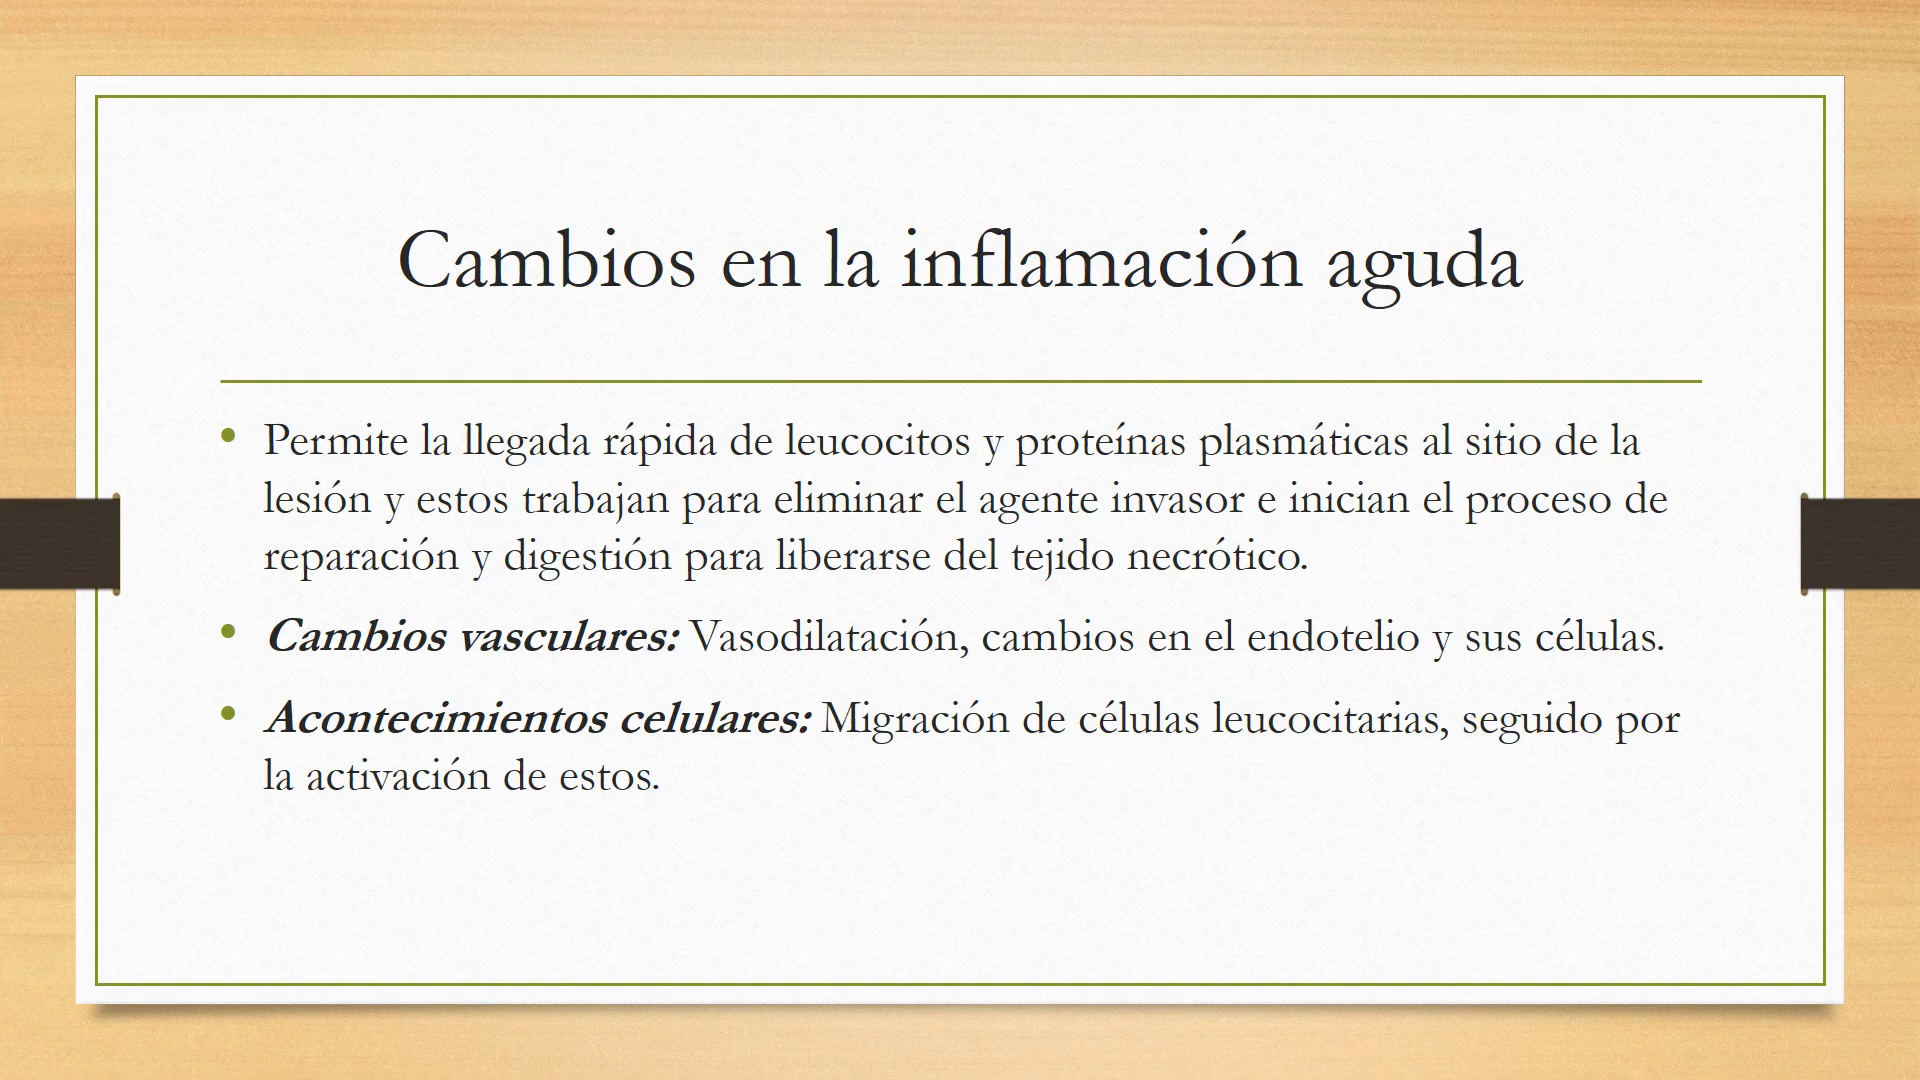 Cambios en la inflamación aguda
• Permite la llegada rápida de leucocitos y proteínas plasmáticas al sitio de la
lesión y estos trabajan para eliminar el agente invasor e inician el proceso de
reparación y digestión para liberarse del tejido necrótico.
• Cambios vasculares: Vasodilatación, cambios en el endotelio y sus células.
• Acontecimientos celulares: Migración de células leucocitarias, seguido por
la activación de estos.